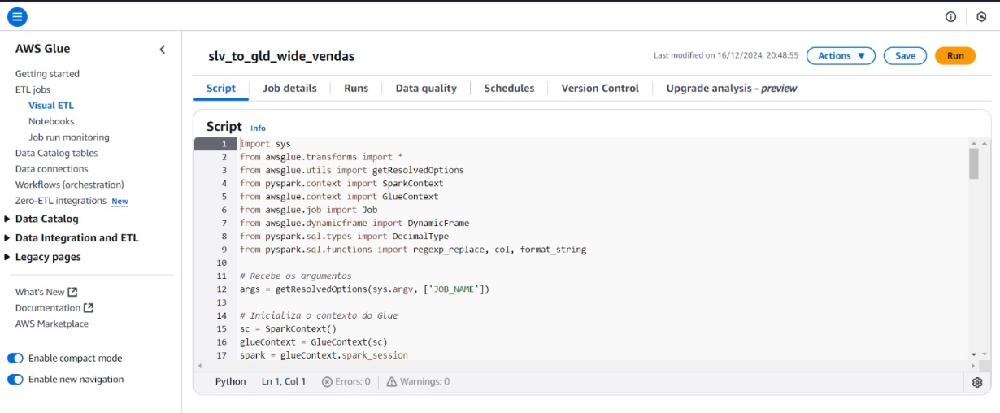 AWS Glue
Getting started
ETL jobs
Visual ETL
Notebooks
Job run monitoring
Data Catalog tables
Data connections
Workflows (orchestration)
Zero-ETL integrations New
Data Catalog
Data Integration and ETL
Legacy pages
What's New
Documentation
AWS Marketplace
Enable compact mode
Enable new navigation
slv_to_gld_wide_vendas
Last modified on 16/12/2024, 20:48:55
Actions
Save
Run
Script Job details Runs Data quality Schedules Version Control Upgrade analysis - preview
Script Info
1 import sys
2 from awsglue.transforms import *
3 from awsglue.utils import getResolvedOptions
4 from pyspark.context import SparkContext
5 from awsglue.context import GlueContext
6 from awsglue.job import Job
7 from awsglue.dynamicframe import DynamicFrame
8 from pyspark.sql.types import DecimalType
9 from pyspark.sql.functions import regexp_replace, col, format_string
10
11 # Recebe os argumentos
12 args = getResolvedOptions(sys.argv, ['JOB_NAME'])
13
14 # Inicializa o contexto do Glue
15 sc = SparkContext()
16 glueContext = GlueContext(sc)
17 spark = glueContext.spark_session
Python Ln 1, Col 1 Errors: 0 Warnings: 0